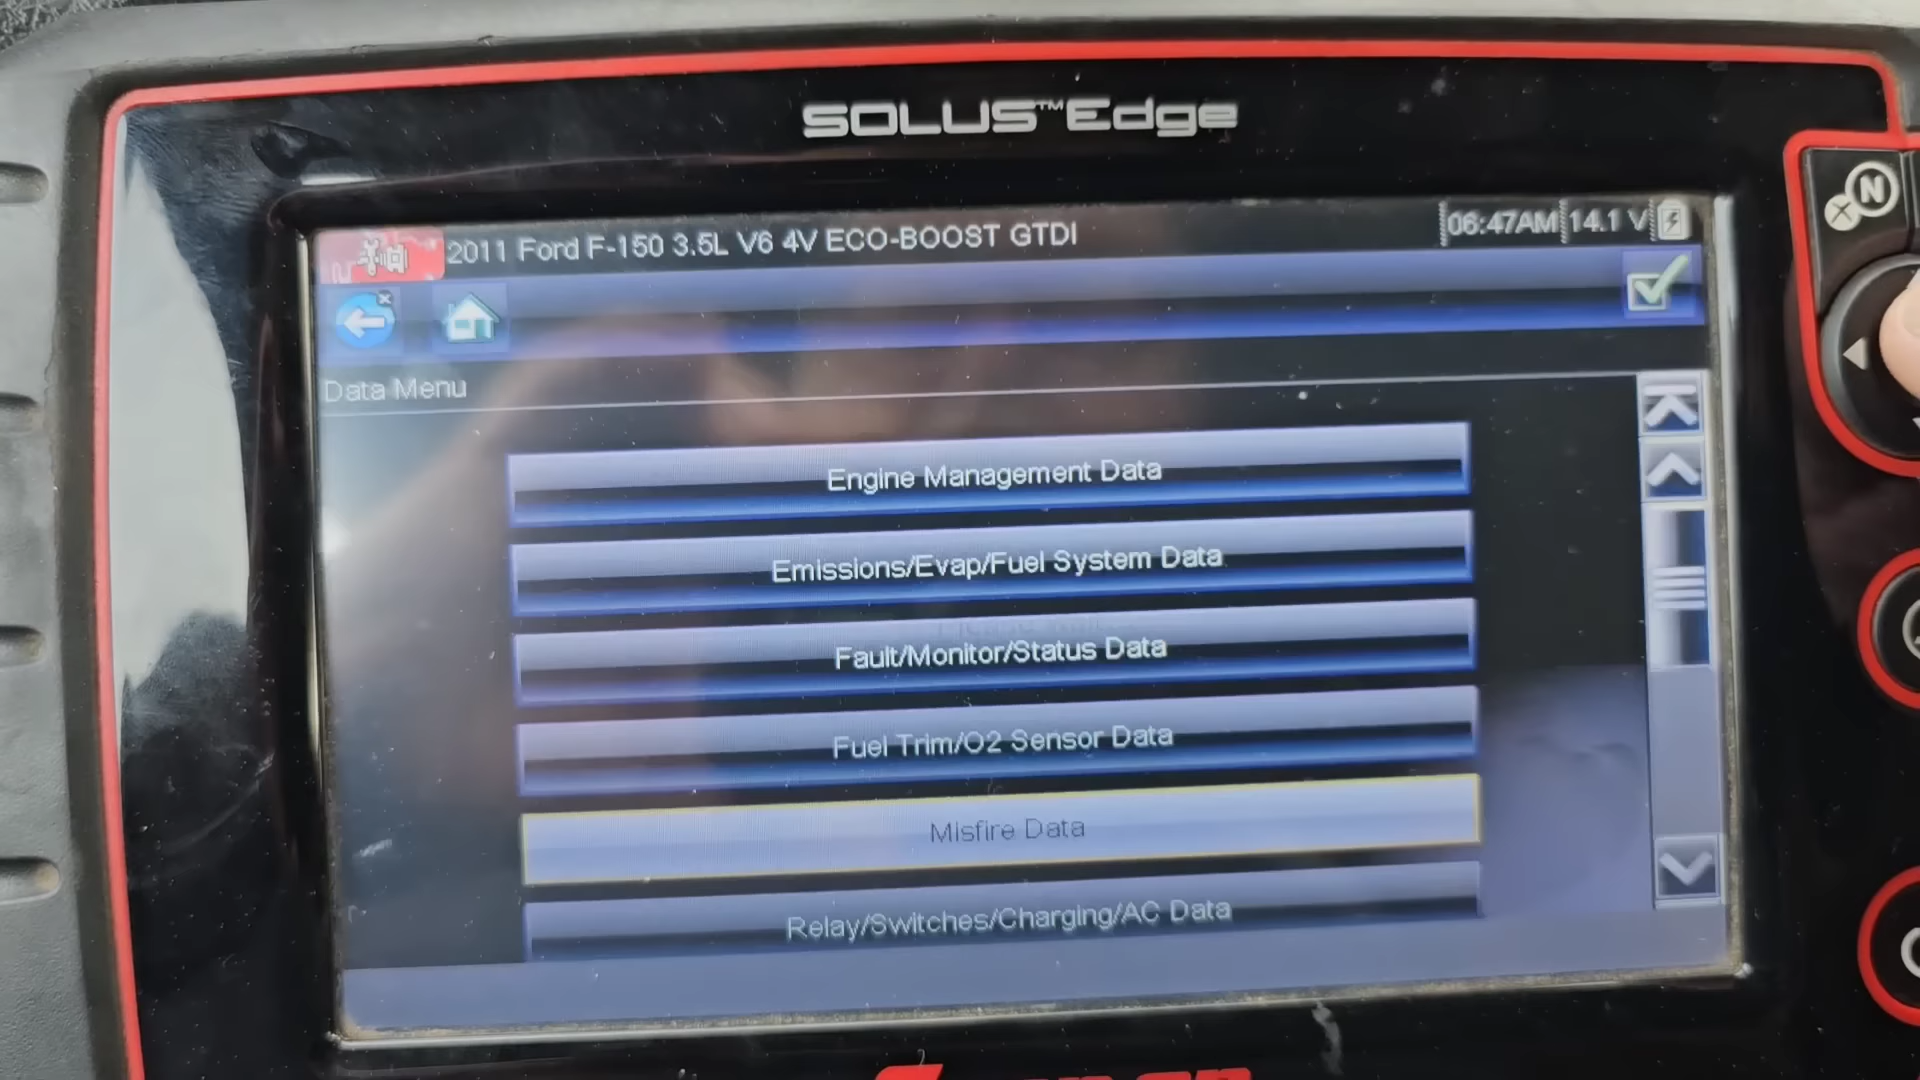 SOLUS™Edge
N
X
2011 Ford F-150 3.5L V6 4V ECO-BOOST GTDI
06:47AM 14.1 V
Data Menu
Engine Management Data
Emissions/Evap/Fuel System Data
Fault/Monitor/Status Data
Fuel Trim/O2 Sensor Data
Misfire Data
Relay/Switches/Charging/AC Data